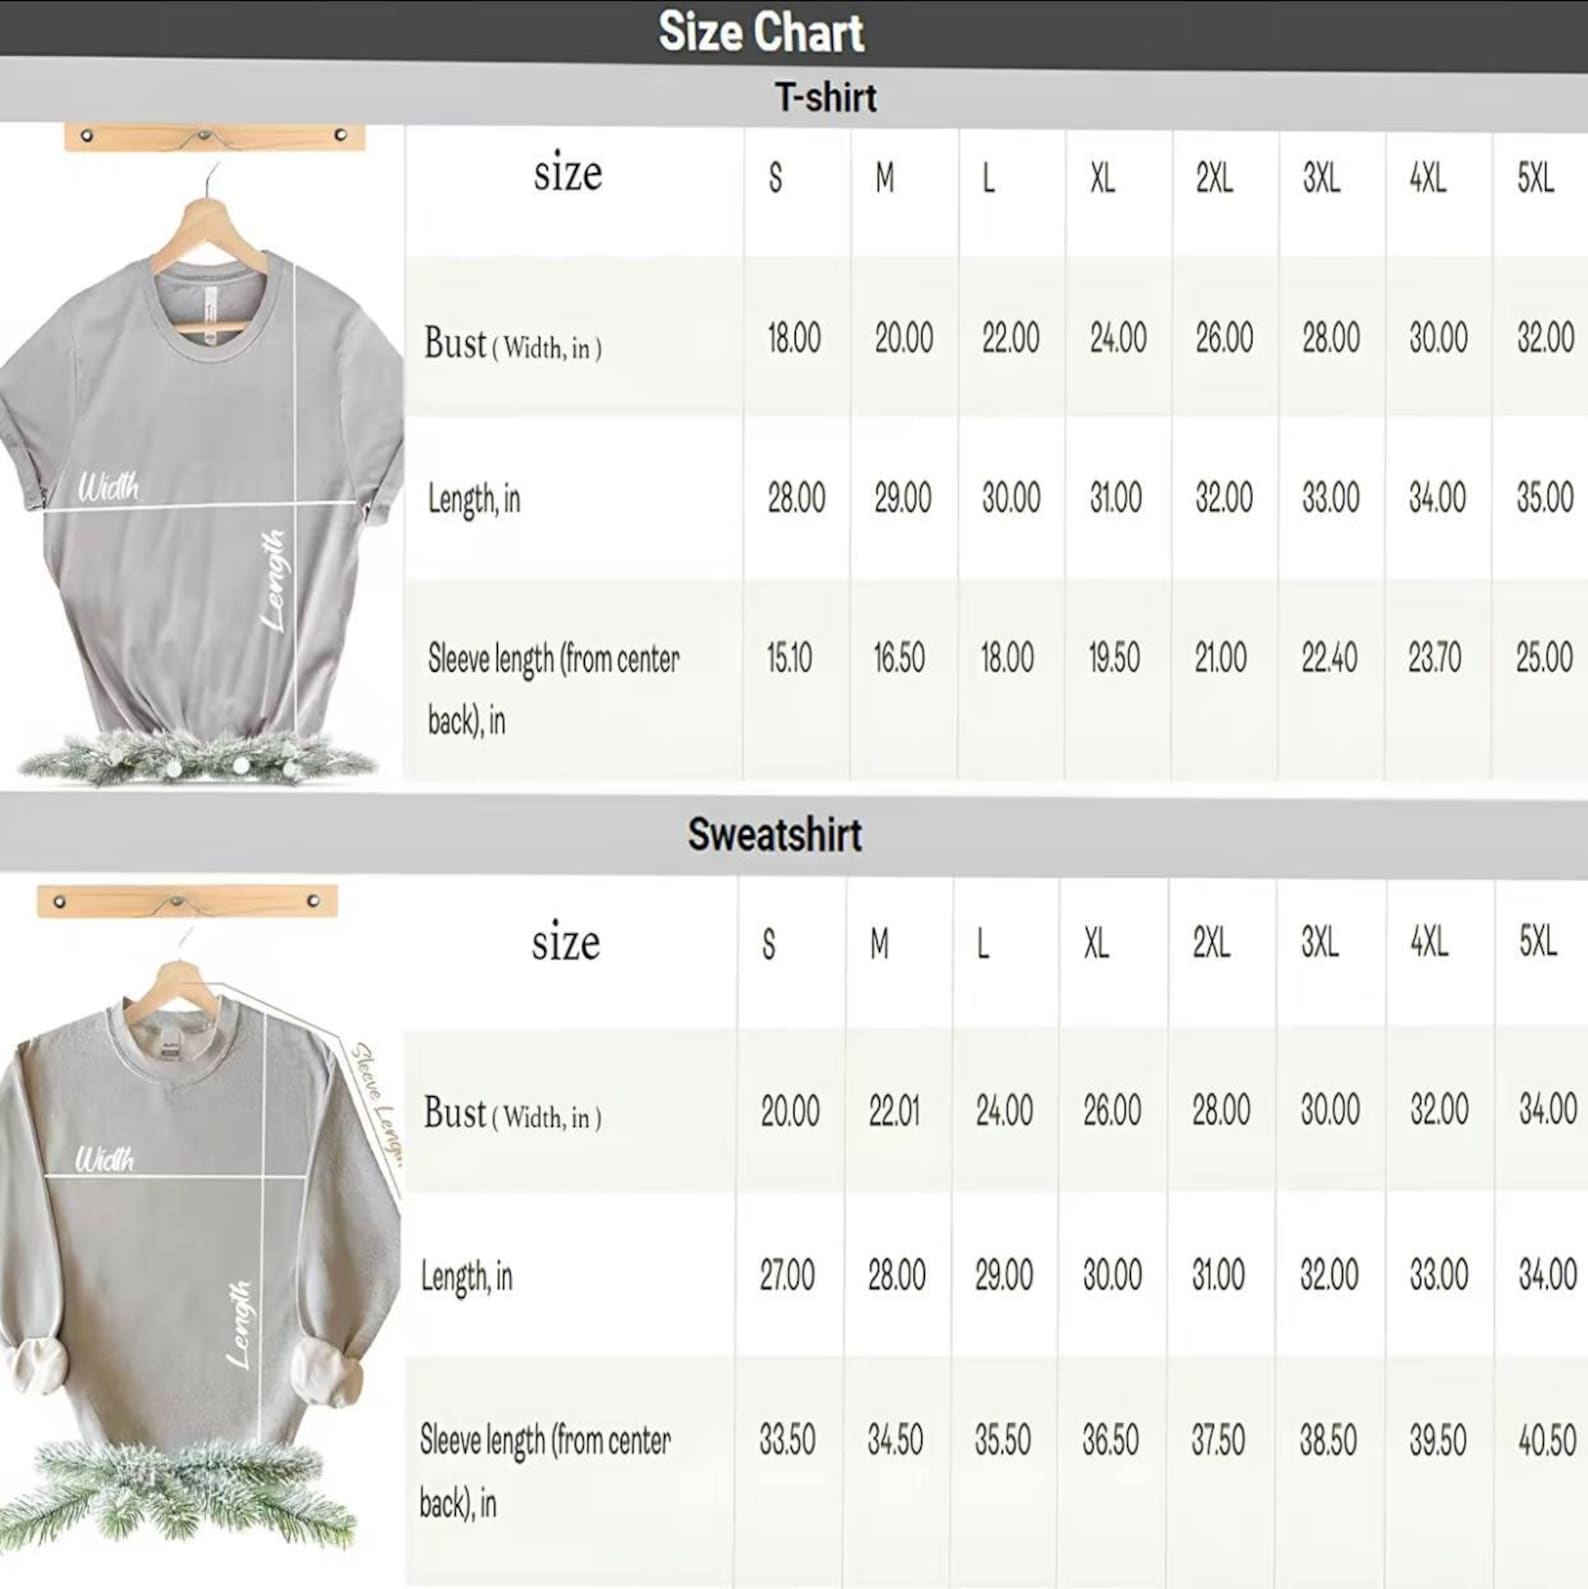 Size Chart
T-shirt
size S M L XL 2XL 3XL 4XL 5XL
Bust ( Width, in ) 18.00 20.00 22.00 24.00 26.00 28.00 30.00 32.00
Length, in 28.00 29.00 30.00 31.00 32.00 33.00 34.00 35.00
Sleeve length (from center 15.10 16.50 18.00 19.50 21.00 22.40 23.70 25.00
back), in
Width
Length
Sweatshirt
size S M L XL 2XL 3XL 4XL 5XL
Bust ( Width, in ) 20.00 22.01 24.00 26.00 28.00 30.00 32.00 34.00
Length, in 27.00 28.00 29.00 30.00 31.00 32.00 33.00 34.00
Sleeve length (from center 33.50 34.50 35.50 36.50 37.50 38.50 39.50 40.50
back), in
Sleeve Length
Width
Length